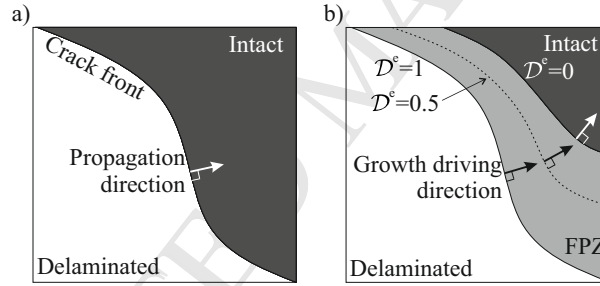 a)
Intact
Crack front
Propagation
direction
Delaminated
b)
Intact
𝒟ᵉ=1
𝒟ᵉ=0
𝒟ᵉ=0.5
Growth driving
direction
FPZ
Delaminated